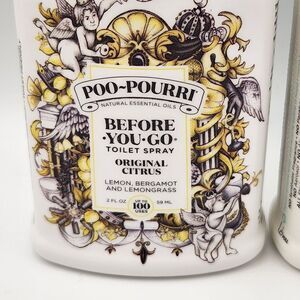 POO~POURRI
NATURAL ESSENTIAL OILS
BEFORE
·YOU·GO·
TOILET SPRAY
ORIGINAL
CITRUS
LEMON, BERGAMOT
AND LEMONGRASS
2 FL OZ UP TO 100 USES 59 ML